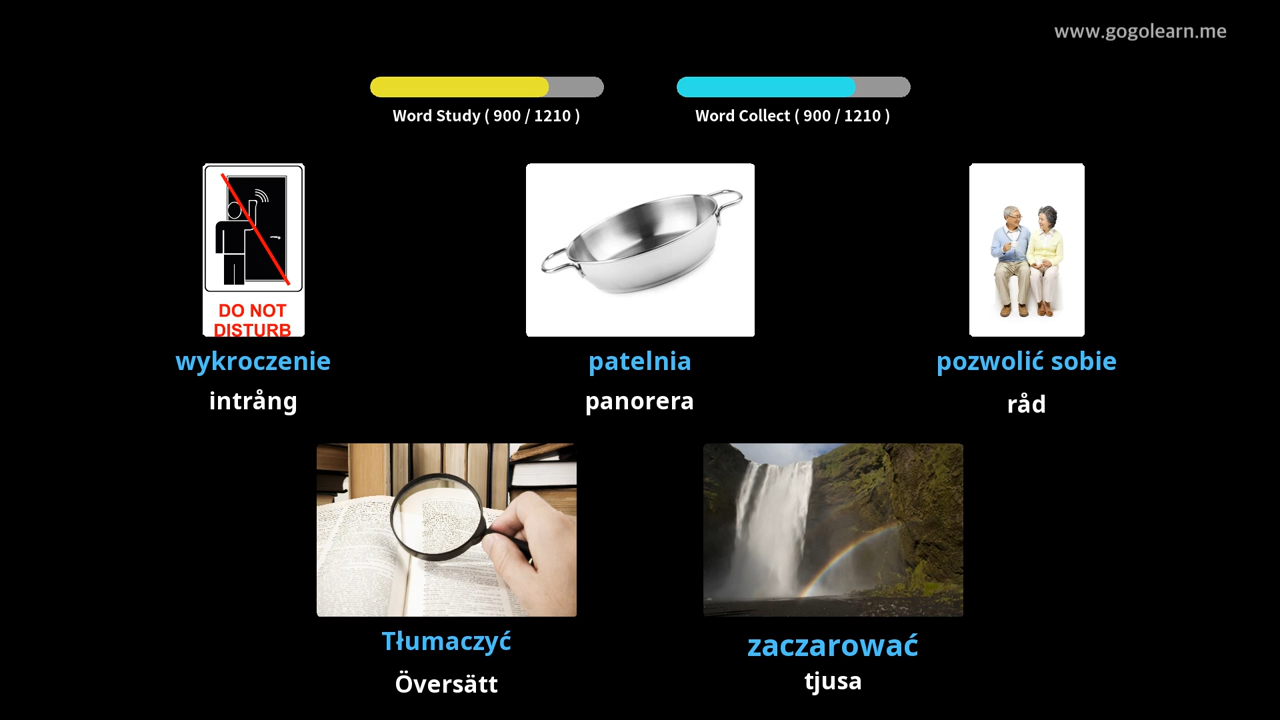 www.gogolearn.me
Word Study ( 900 / 1210 )
Word Collect ( 900 / 1210 )
DO NOT
DISTURB
wykroczenie
intrång
patelnia
panorera
pozwolić sobie
råd
Tłumaczyć
Översätt
zaczarować
tjusa